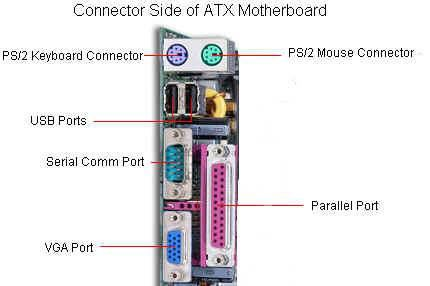 Connector Side of ATX Motherboard
PS/2 Keyboard Connector
PS/2 Mouse Connector
USB Ports
Serial Comm Port
Parallel Port
VGA Port